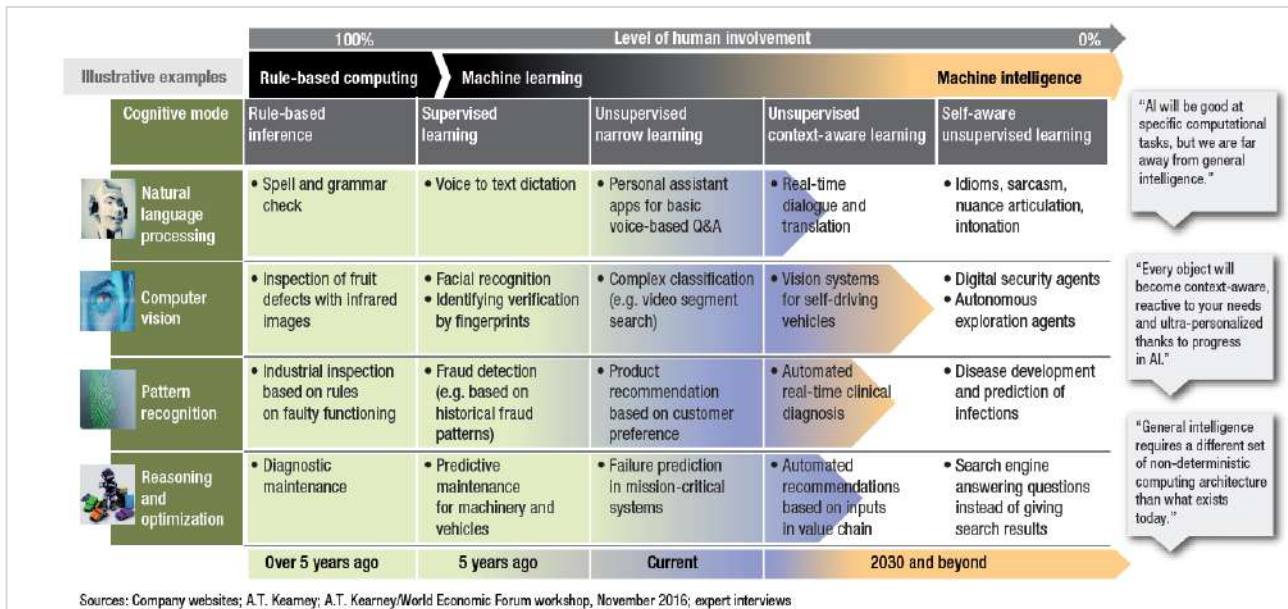 100%
Level of human involvement
0%
Illustrative examples
Rule-based computing
Machine learning
Machine intelligence
Cognitive mode
Rule-based
inference
Supervised
learning
Unsupervised
narrow learning
Unsupervised
context-aware learning
Self-aware
unsupervised learning
Natural
language
processing
• Spell and grammar
check
• Voice to text dictation
• Personal assistant
apps for basic
voice-based Q&A
• Real-time
dialogue and
translation
• Idioms, sarcasm,
nuance articulation,
intonation
Computer
vision
• Inspection of fruit
defects with infrared
images
• Facial recognition
• Identifying verification
by fingerprints
• Complex classification
(e.g. video segment
search)
• Vision systems
for self-driving
vehicles
• Digital security agents
• Autonomous
exploration agents
Pattern
recognition
• Industrial inspection
based on rules
on faulty functioning
• Fraud detection
(e.g. based on
historical fraud
patterns)
• Product
recommendation
based on customer
preference
• Automated
real-time clinical
diagnosis
• Disease development
and prediction of
infections
Reasoning
and
optimization
• Diagnostic
maintenance
• Predictive
maintenance
for machinery and
vehicles
• Failure prediction
in mission-critical
systems
• Automated
recommendations
based on inputs
in value chain
• Search engine
answering questions
instead of giving
search results
Over 5 years ago
5 years ago
Current
2030 and beyond
"AI will be good at
specific computational
tasks, but we are far
away from general
intelligence."
"Every object will
become context-aware,
reactive to your needs
and ultra-personalized
thanks to progress
in AI."
"General intelligence
requires a different set
of non-deterministic
computing architecture
than what exists
today."
Sources: Company websites; A.T. Kearney; A.T. Kearney/World Economic Forum workshop, November 2016; expert interviews